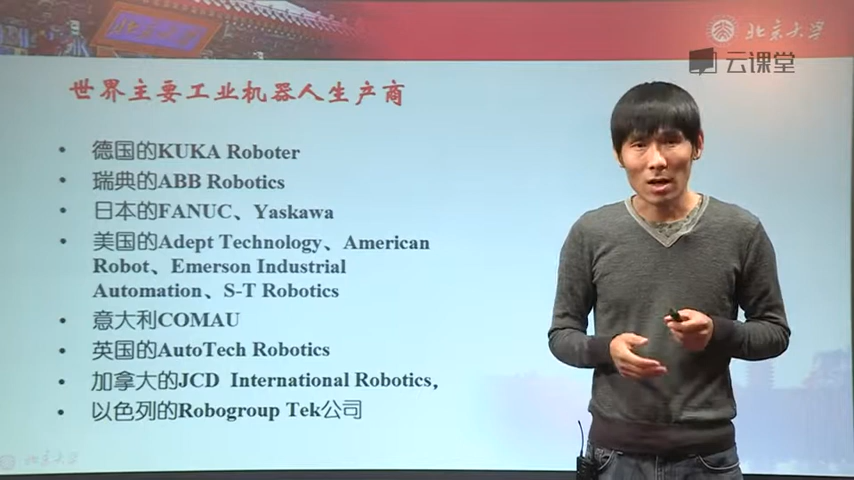 北京大学
云课堂
世界主要工业机器人生产商
• 德国的KUKA Roboter
• 瑞典的ABB Robotics
• 日本的FANUC、Yaskawa
• 美国的Adept Technology、American
Robot、Emerson Industrial
Automation、S-T Robotics
• 意大利COMAU
• 英国的AutoTech Robotics
• 加拿大的JCD International Robotics,
• 以色列的Robogroup Tek公司
北京大学